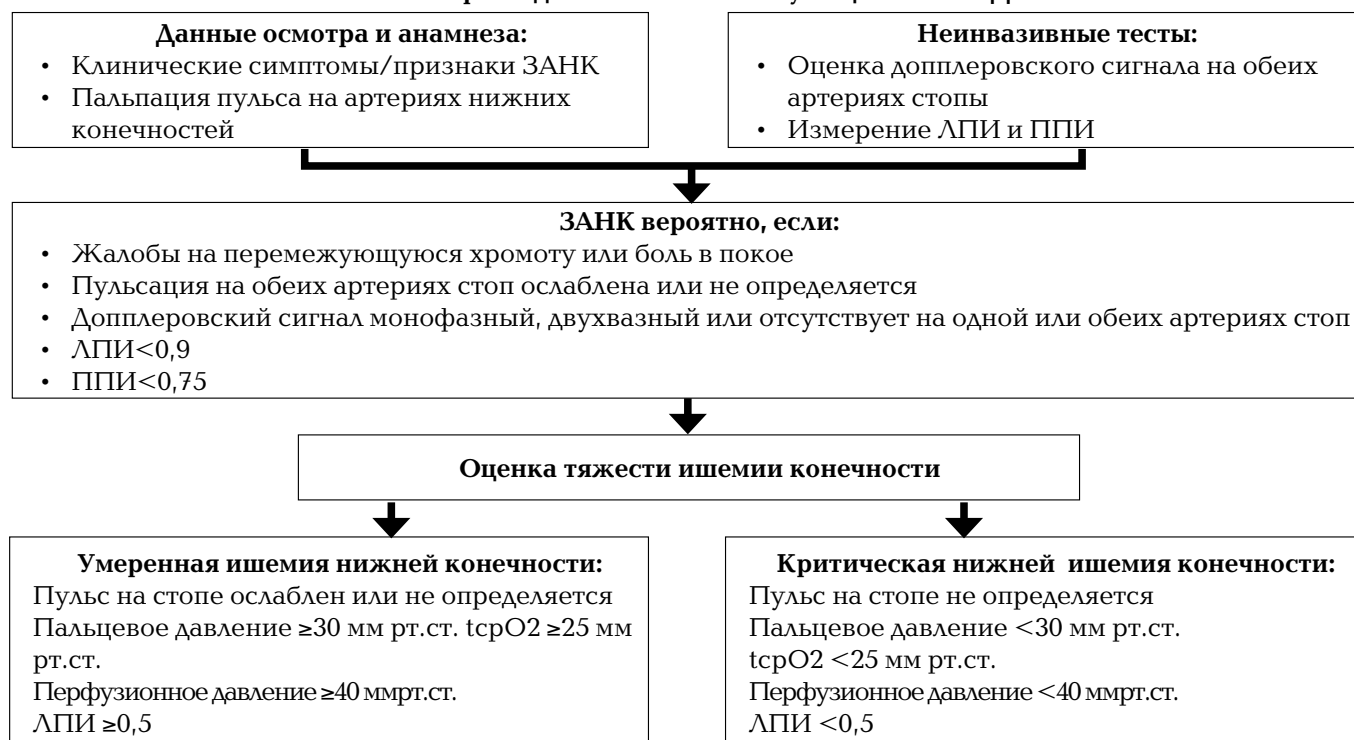 Данные осмотра и анамнеза:
• Клинические симптомы/признаки ЗАНК
• Пальпация пульса на артериях нижних
конечностей
Неинвазивные тесты:
• Оценка допплеровского сигнала на обеих
артериях стопы
• Измерение ЛПИ и ППИ
ЗАНК вероятно, если:
• Жалобы на перемежующуюся хромоту или боль в покое
• Пульсация на обеих артериях стоп ослаблена или не определяется
• Допплеровский сигнал монофазный, двухвазный или отсутствует на одной или обеих артериях стоп
• ЛПИ<0,9
• ППИ<0,75
Оценка тяжести ишемии конечности
Умеренная ишемия нижней конечности:
Пульс на стопе ослаблен или не определяется
Пальцевое давление ≥30 мм рт.ст. tcpO2 ≥25 мм
рт.ст.
Перфузионное давление ≥40 ммрт.ст.
ЛПИ ≥0,5
Критическая нижней ишемия конечности:
Пульс на стопе не определяется
Пальцевое давление <30 мм рт.ст.
tcpO2 <25 мм рт.ст.
Перфузионное давление <40 ммрт.ст.
ЛПИ <0,5